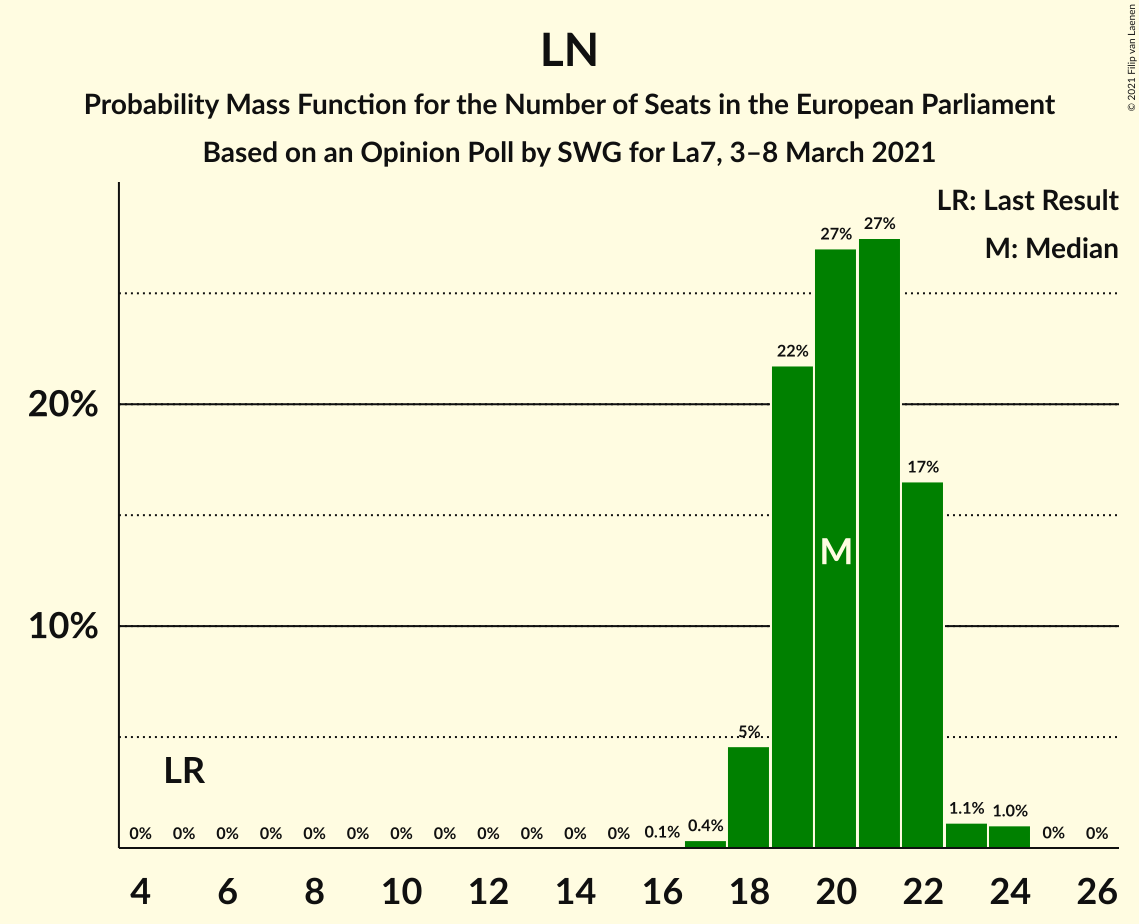 LN
Probability Mass Function for the Number of Seats in the European Parliament
Based on an Opinion Poll by SWG for La7, 3–8 March 2021
© 2021 Filip van Laenen
LR: Last Result
M: Median
20%
10%
0% 0% 0% 0% 0% 0% 0% 0% 0% 0% 0% 0% 0.1% 0.4% 5% 22% 27% 27% 17% 1.1% 1.0% 0% 0%
LR
M
4 6 8 10 12 14 16 18 20 22 24 26